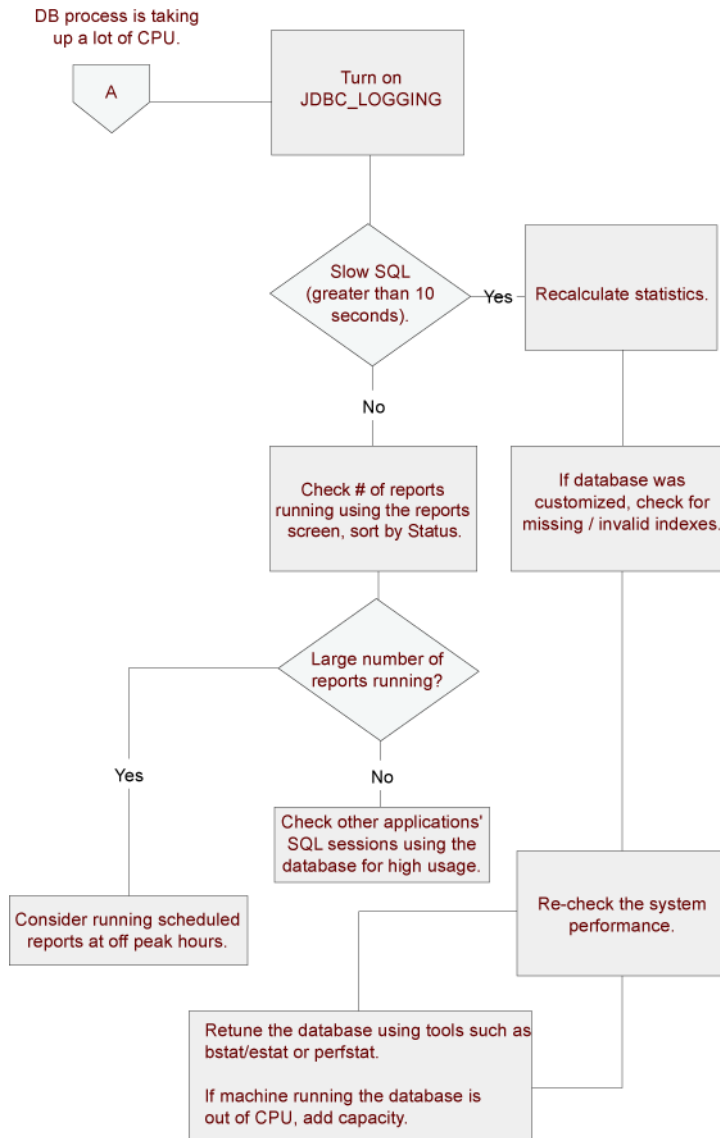 DB process is taking
up a lot of CPU.
A
Turn on
JDBC_LOGGING
Slow SQL
(greater than 10
seconds).
Yes
Recalculate statistics.
No
Check # of reports
running using the reports
screen, sort by Status.
If database was
customized, check for
missing / invalid indexes.
Large number of
reports running?
Yes
No
Check other applications'
SQL sessions using the
database for high usage.
Consider running scheduled
reports at off peak hours.
Re-check the system
performance.
Retune the database using tools such as
bstat/estat or perfstat.
If machine running the database is
out of CPU, add capacity.